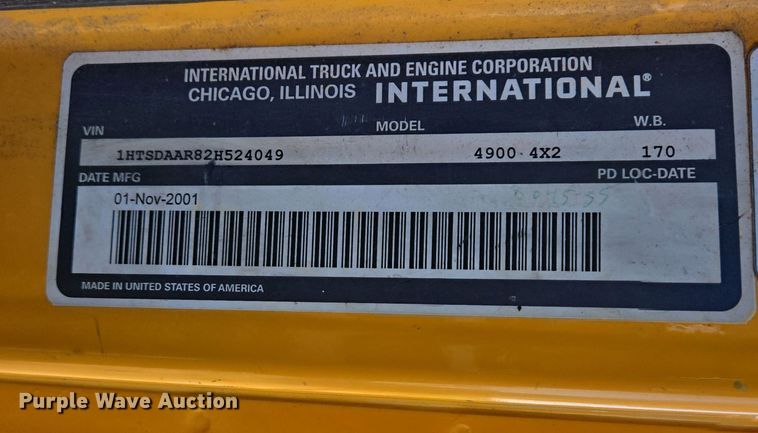 INTERNATIONAL TRUCK AND ENGINE CORPORATION
CHICAGO, ILLINOIS INTERNATIONAL®
VIN MODEL W.B.
1HTSDAAR82H524049 4900 4X2 170
DATE MFG PD LOC-DATE
01-Nov-2001
MADE IN UNITED STATES OF AMERICA
Purple Wave Auction